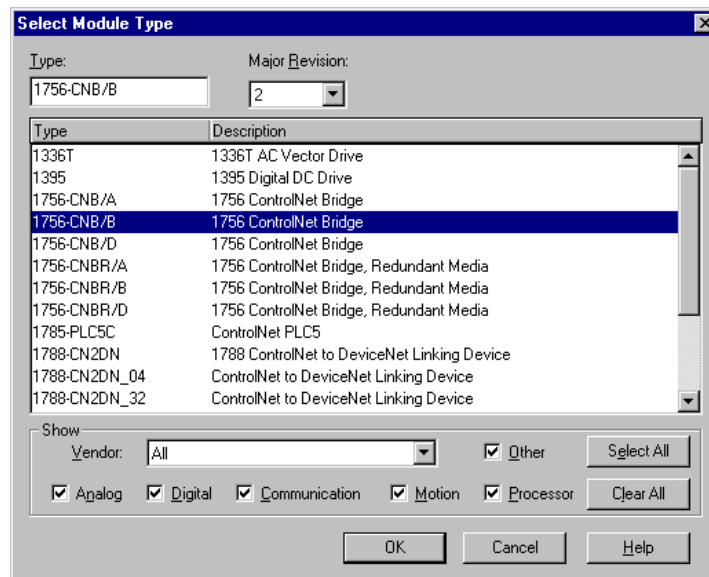 Select Module Type
Type: Major Revision:
1756-CNB/B 2
Type Description
1336T 1336T AC Vector Drive
1395 1395 Digital DC Drive
1756-CNB/A 1756 ControlNet Bridge
1756-CNB/B 1756 ControlNet Bridge
1756-CNB/D 1756 ControlNet Bridge
1756-CNBR/A 1756 ControlNet Bridge, Redundant Media
1756-CNBR/B 1756 ControlNet Bridge, Redundant Media
1756-CNBR/D 1756 ControlNet Bridge, Redundant Media
1785-PLC5C ControlNet PLC5
1788-CN2DN 1788 ControlNet to DeviceNet Linking Device
1788-CN2DN_04 ControlNet to DeviceNet Linking Device
1788-CN2DN_32 ControlNet to DeviceNet Linking Device
Show
Vendor: All Other Select All
Analog Digital Communication Motion Processor Clear All
OK Cancel Help